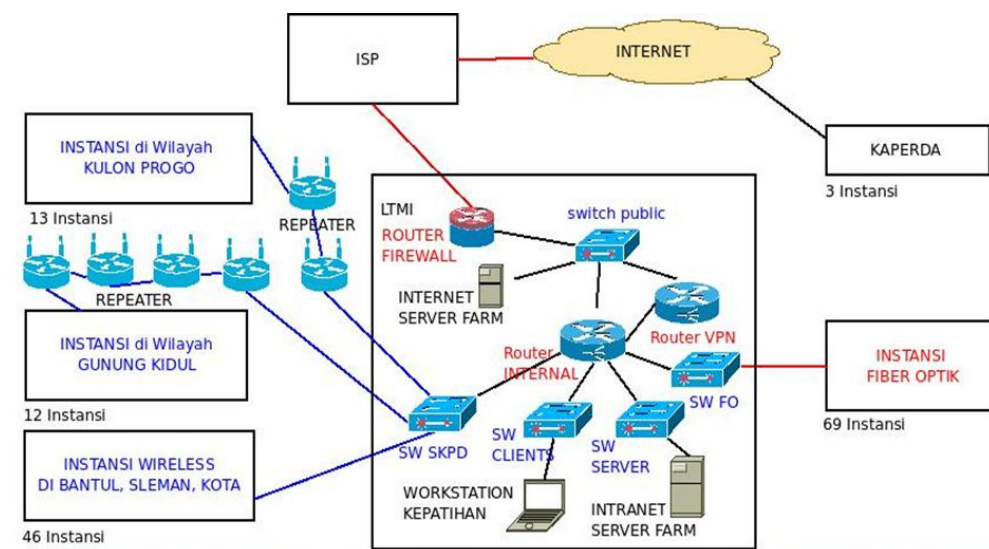 ISP
INTERNET
INSTANSI di Wilayah
KULON PROGO
13 Instansi
REPEATER
KAPERDA
3 Instansi
LTMI
ROUTER
FIREWALL
switch public
INTERNET
SERVER FARM
REPEATER
INSTANSI di Wilayah
GUNUNG KIDUL
12 Instansi
Router
INTERNAL
Router VPN
SW FO
INSTANSI
FIBER OPTIK
69 Instansi
SW SKPD
SW
CLIENTS
SW
SERVER
INSTANSI WIRELESS
DI BANTUL, SLEMAN, KOTA
46 Instansi
WORKSTATION
KEPATIHAN
INTRANET
SERVER FARM